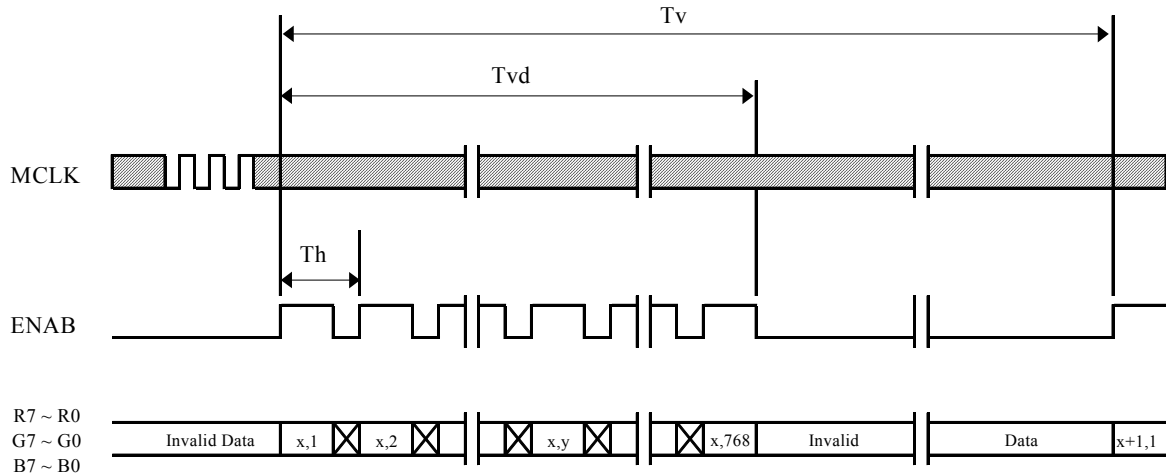 Tv
Tvd
MCLK
Th
ENAB
R7 ~ R0
G7 ~ G0
B7 ~ B0
Invalid Data
x,1
x,2
x,y
x,768
Invalid
Data
x+1,1